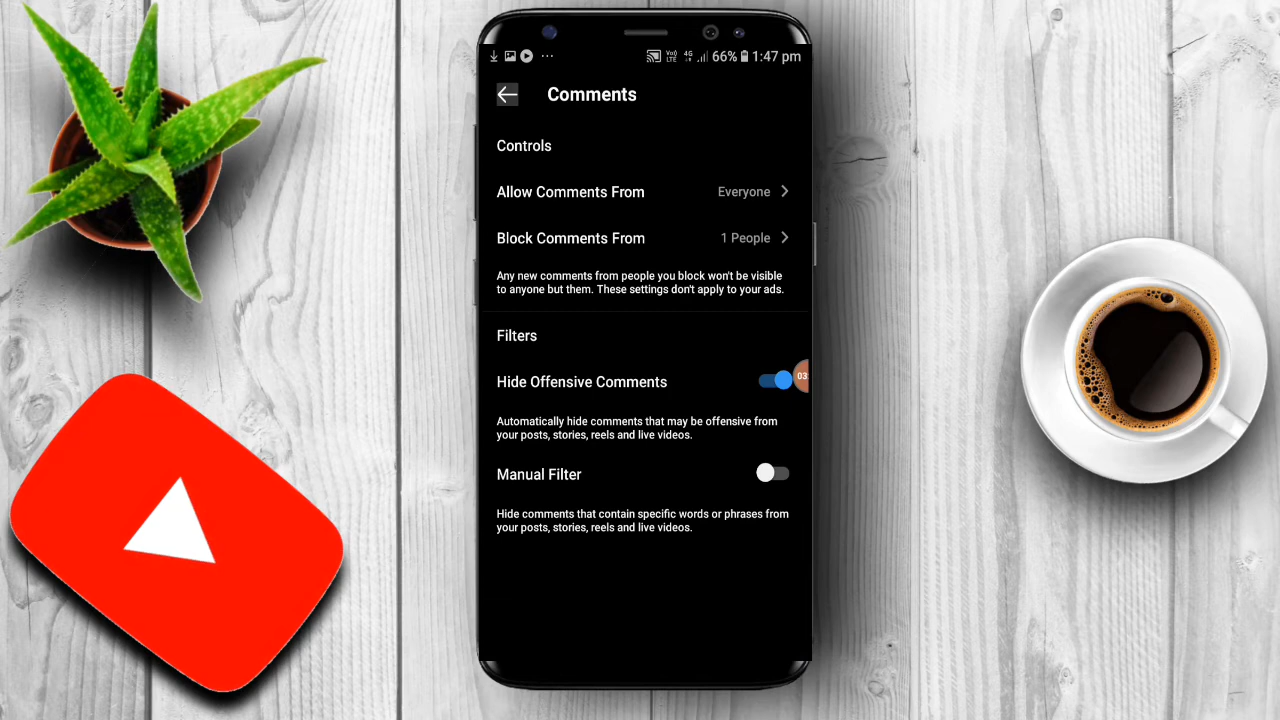 66% 1:47 pm
Comments
Controls
Allow Comments From Everyone
Block Comments From 1 People
Any new comments from people you block won't be visible
to anyone but them. These settings don't apply to your ads.
Filters
Hide Offensive Comments
03
Automatically hide comments that may be offensive from
your posts, stories, reels and live videos.
Manual Filter
Hide comments that contain specific words or phrases from
your posts, stories, reels and live videos.